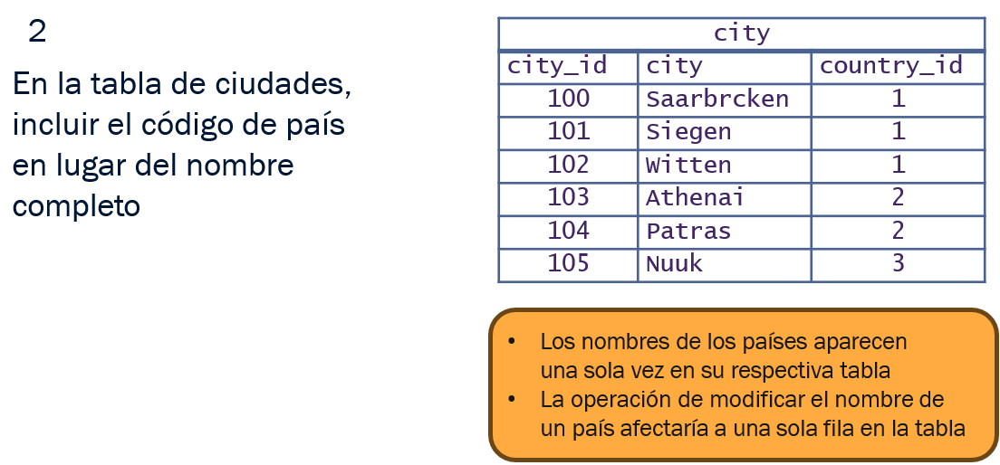 2
En la tabla de ciudades,
incluir el código de país
en lugar del nombre
completo
city
city_id city country_id
100 Saarbrcken 1
101 Siegen 1
102 Witten 1
103 Athenai 2
104 Patras 2
105 Nuuk 3
• Los nombres de los países aparecen
una sola vez en su respectiva tabla
• La operación de modificar el nombre de
un país afectaría a una sola fila en la tabla